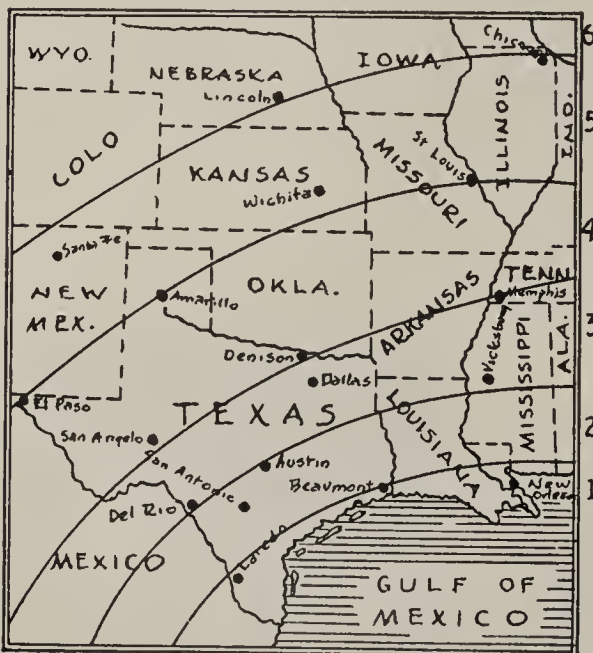 6
Chicago
WYO.
IOWA
NEBRASKA
Lincoln
ILLINOIS
IND.
5
COLO
St Louis
MISSOURI
KANSAS
Wichita
4
Santa Fe
TENN
NEW
MEX.
Amarillo
OKLA.
ARKANSAS
Memphis
3
Denison
Vicksburg
MISSISSIPPI
ALA.
Dallas
El Paso
TEXAS
LOUISIANA
2
San Angelo
San Antonio
Austin
Beaumont
New
Orleans
1
Del Rio
MEXICO
Laredo
GULF OF
MEXICO